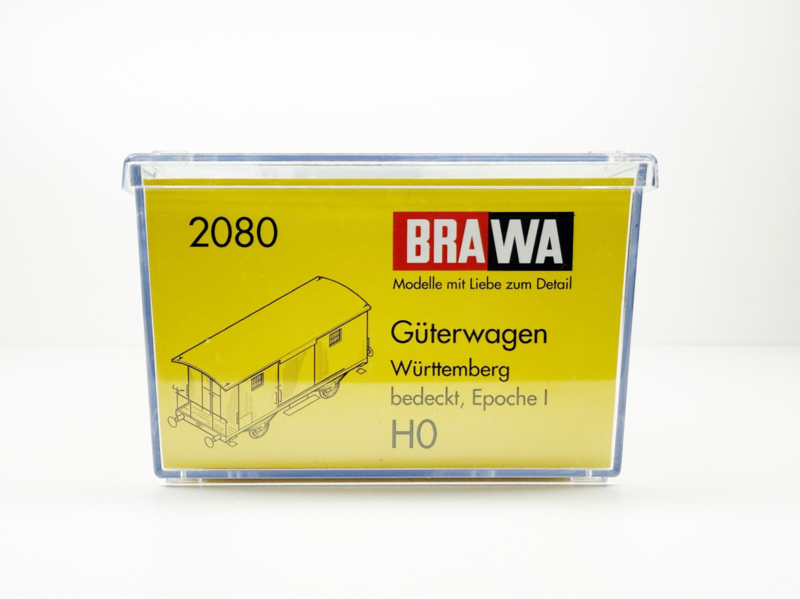 2080
BRAWA
Modelle mit Liebe zum Detail
Güterwagen
Württemberg
bedeckt, Epoche I
H0